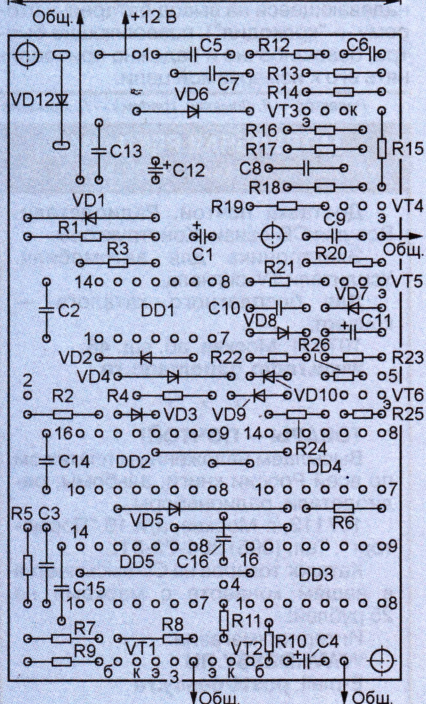 Общ.
+12 В
1
C5
R12
C6
C7
R13
VD12
VD6
R14
VT3
к
R16
э
C13
R17
R15
C12
C8
R18
VD1
R19
VT4
R1
C9
э
R3
C1
Общ.
R20
R21
14
8
VT5
C2
DD1
C10
VD7
э
VD8
C11
1
7
R26
VD2
R22
R23
VD4
5
2
VD10
R2
R4
VT6
VD3
VD9
э
R25
16
9
14
8
R24
C14
DD2
DD4
1
8
1
7
VD5
R6
R5
C3
14
8
16
9
C16
DD5
DD3
C15
4
1
7
1
8
R11
R7
R8
R10
C4
R9
VT1
VT2
б
к
э
3
э
к
б
Общ.
Общ.